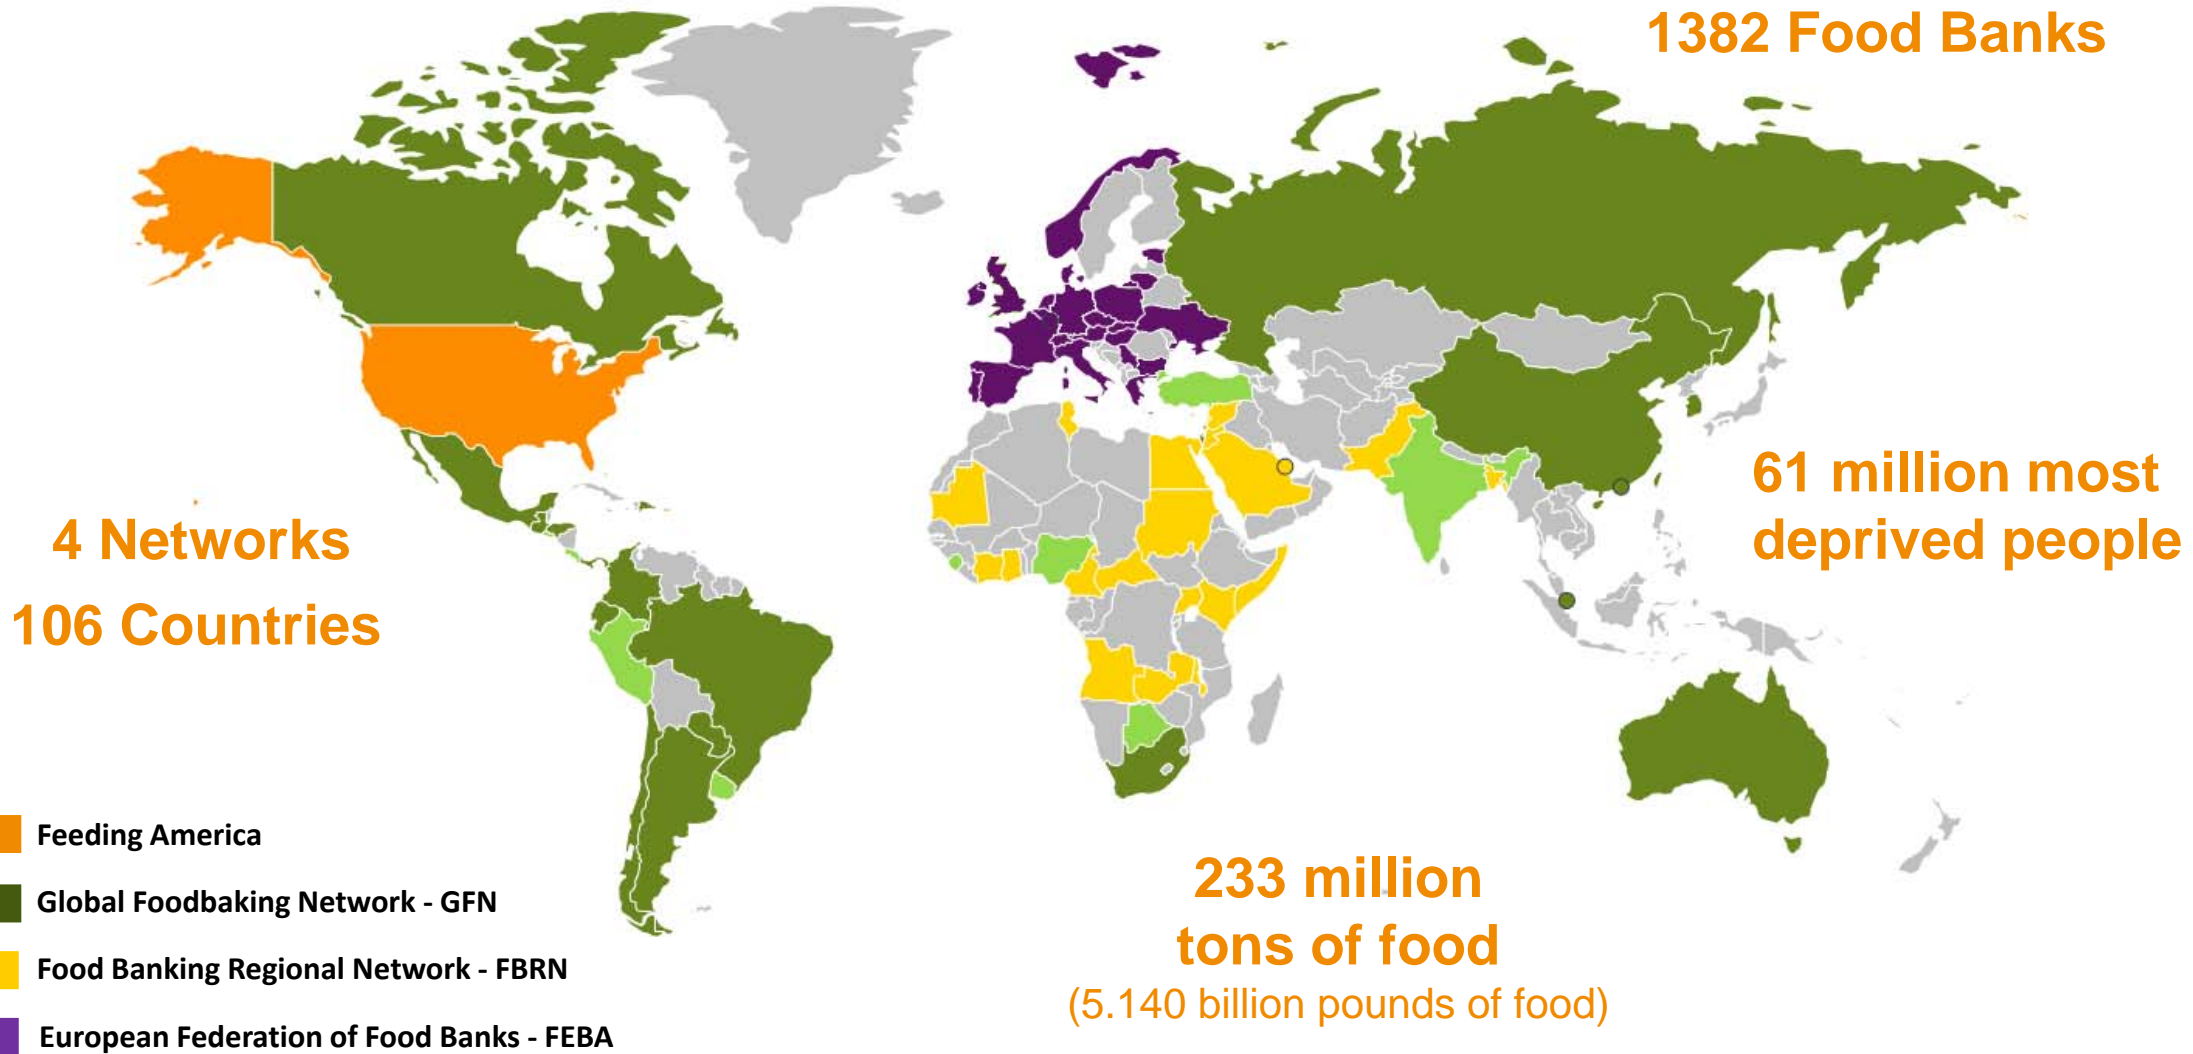 1382 Food Banks
61 million most
deprived people
4 Networks
106 Countries
233 million
tons of food
(5.140 billion pounds of food)
Feeding America
Global Foodbaking Network - GFN
Food Banking Regional Network - FBRN
European Federation of Food Banks - FEBA